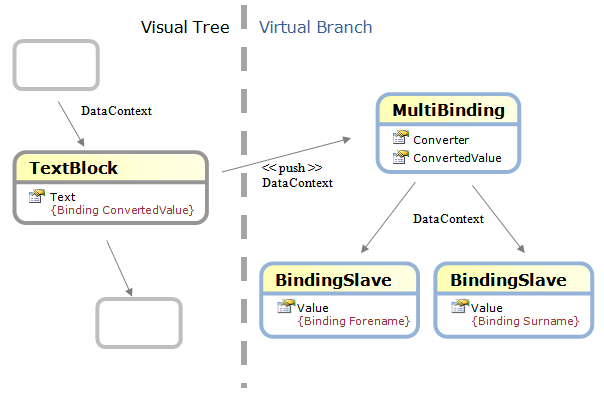 Visual Tree
Virtual Branch
DataContext
TextBlock
Text
{Binding ConvertedValue}
<< push >>
DataContext
MultiBinding
Converter
ConvertedValue
DataContext
BindingSlave
Value
{Binding Forename}
BindingSlave
Value
{Binding Surname}